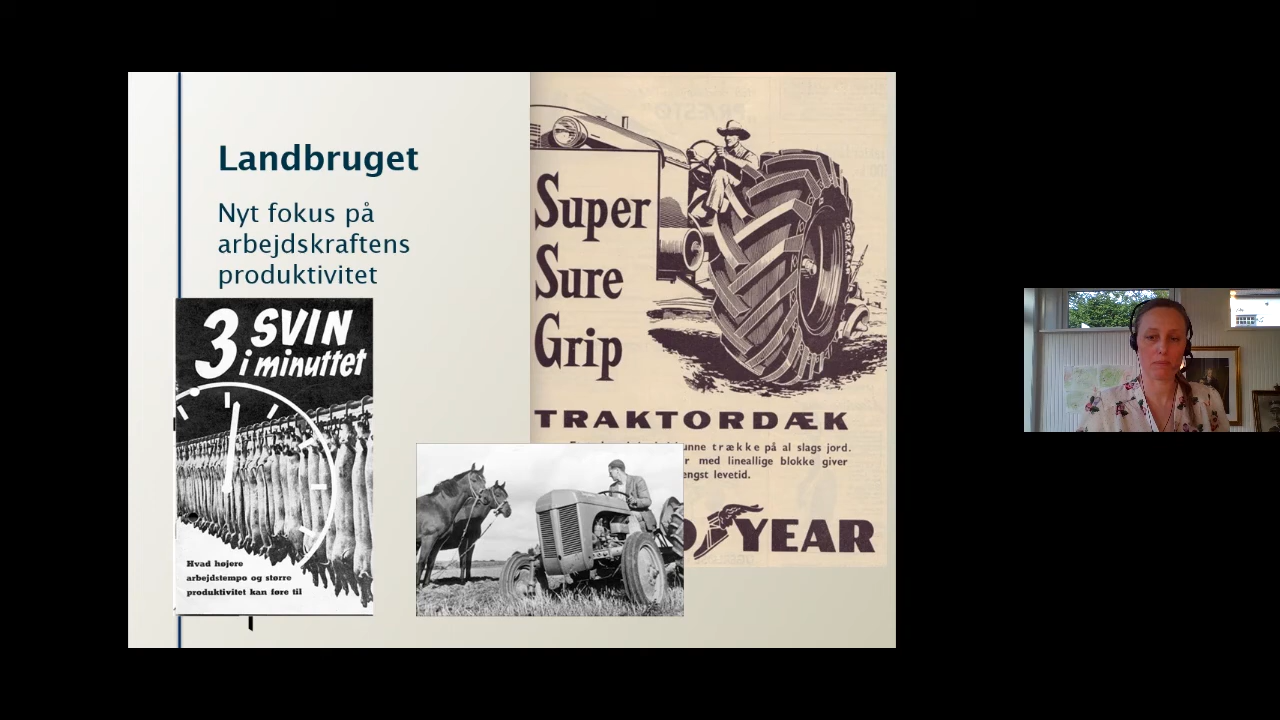 Landbruget
Nyt fokus på
arbejdskraftens
produktivitet
3 SVIN
i minuttet
Hvad højere
arbejdstempo og større
produktivitet kan føre til
Super
Sure
Grip
TRAKTORDÆK
trække på al slags jord.
med lineallige blokke giver
levetid.
YEAR